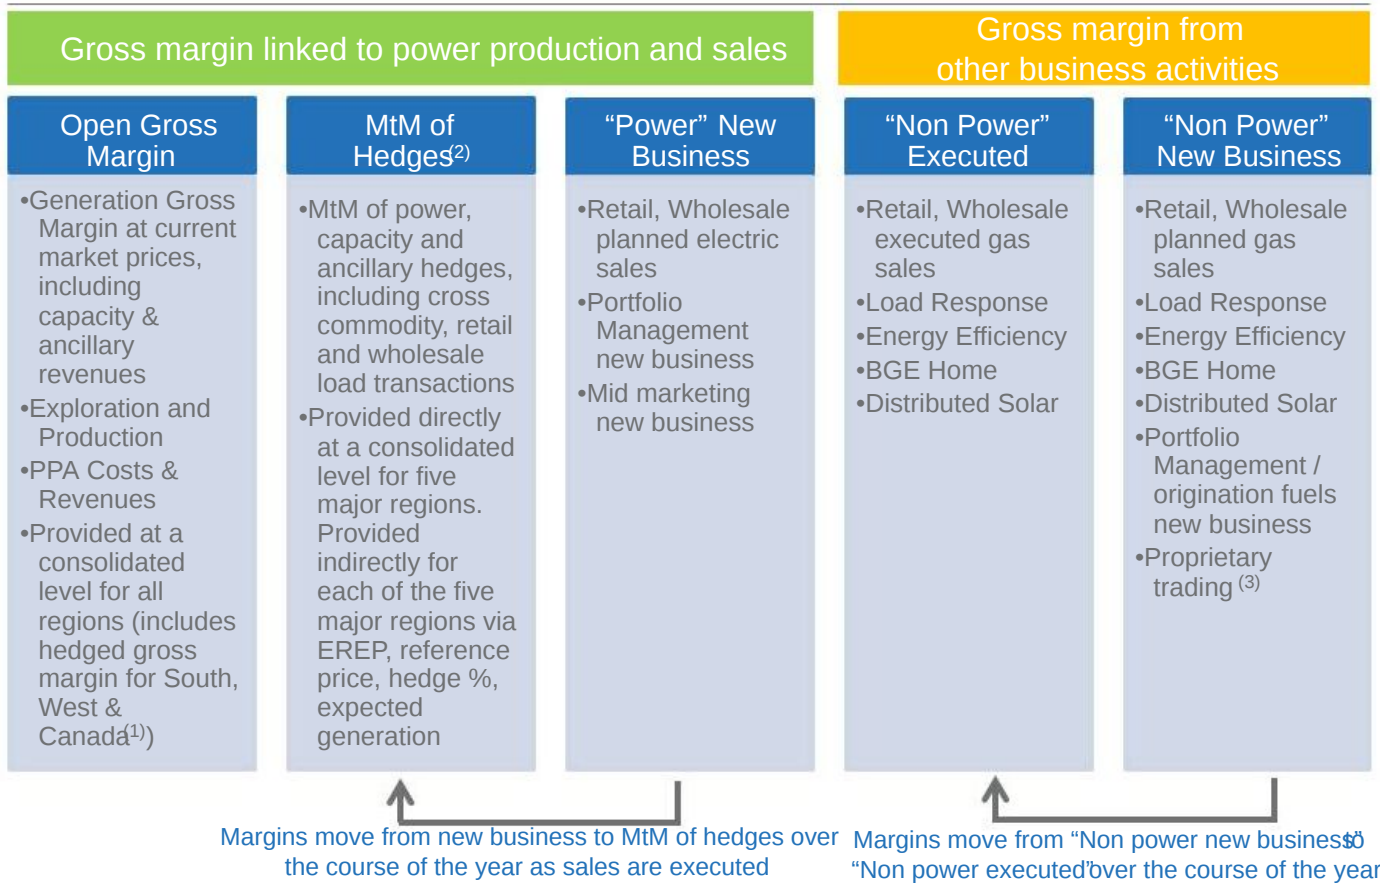 Gross margin linked to power production and sales
Gross margin from
other business activities
Open Gross
Margin
•Generation Gross
Margin at current
market prices,
including
capacity &
ancillary
revenues
•Exploration and
Production
•PPA Costs &
Revenues
•Provided at a
consolidated
level for all
regions (includes
hedged gross
margin for South,
West &
Canada(1))
MtM of
Hedges(2)
•MtM of power,
capacity and
ancillary hedges,
including cross
commodity, retail
and wholesale
load transactions
•Provided directly
at a consolidated
level for five
major regions.
Provided
indirectly for
each of the five
major regions via
EREP, reference
price, hedge %,
expected
generation
“Power” New
Business
•Retail, Wholesale
planned electric
sales
•Portfolio
Management
new business
•Mid marketing
new business
“Non Power”
Executed
•Retail, Wholesale
executed gas
sales
•Load Response
•Energy Efficiency
•BGE Home
•Distributed Solar
“Non Power”
New Business
•Retail, Wholesale
planned gas
sales
•Load Response
•Energy Efficiency
•BGE Home
•Distributed Solar
•Portfolio
Management /
origination fuels
new business
•Proprietary
trading (3)
Margins move from new business to MtM of hedges over
the course of the year as sales are executed
Margins move from “Non power new business” to
“Non power executed” over the course of the year